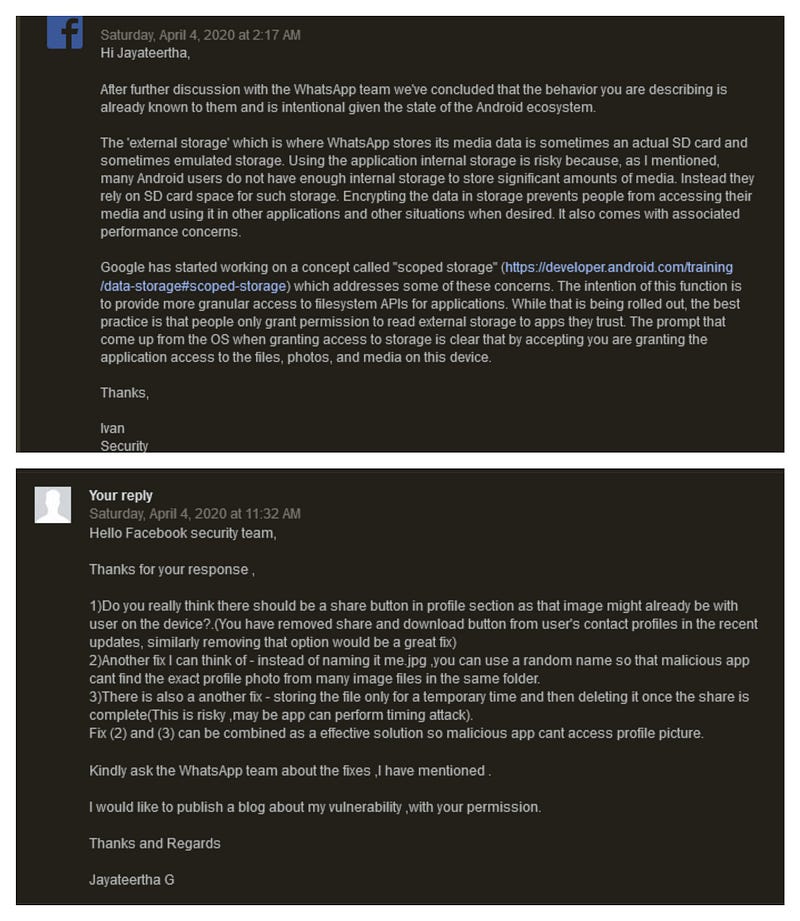 Saturday, April 4, 2020 at 2:17 AM
Hi Jayateertha,
After further discussion with the WhatsApp team we've concluded that the behavior you are describing is
already known to them and is intentional given the state of the Android ecosystem.
The 'external storage' which is where WhatsApp stores its media data is sometimes an actual SD card and
sometimes emulated storage. Using the application internal storage is risky because, as I mentioned,
many Android users do not have enough internal storage to store significant amounts of media. Instead they
rely on SD card space for such storage. Encrypting the data in storage prevents people from accessing their
media and using it in other applications and other situations when desired. It also comes with associated
performance concerns.
Google has started working on a concept called "scoped storage" (https://developer.android.com/training
/data-storage#scoped-storage) which addresses some of these concerns. The intention of this function is
to provide more granular access to filesystem APIs for applications. While that is being rolled out, the best
practice is that people only grant permission to read external storage to apps they trust. The prompt that
come up from the OS when granting access to storage is clear that by accepting you are granting the
application access to the files, photos, and media on this device.
Thanks,
Ivan
Security
Your reply
Saturday, April 4, 2020 at 11:32 AM
Hello Facebook security team,
Thanks for your response ,
1)Do you really think there should be a share button in profile section as that image might already be with
user on the device?.(You have removed share and download button from user's contact profiles in the recent
updates, similarly removing that option would be a great fix)
2)Another fix I can think of - instead of naming it me.jpg ,you can use a random name so that malicious app
cant find the exact profile photo from many image files in the same folder.
3)There is also a another fix - storing the file only for a temporary time and then deleting it once the share is
complete(This is risky ,may be app can perform timing attack).
Fix (2) and (3) can be combined as a effective solution so malicious app cant access profile picture.
Kindly ask the WhatsApp team about the fixes ,I have mentioned .
I would like to publish a blog about my vulnerability ,with your permission.
Thanks and Regards
Jayateertha G